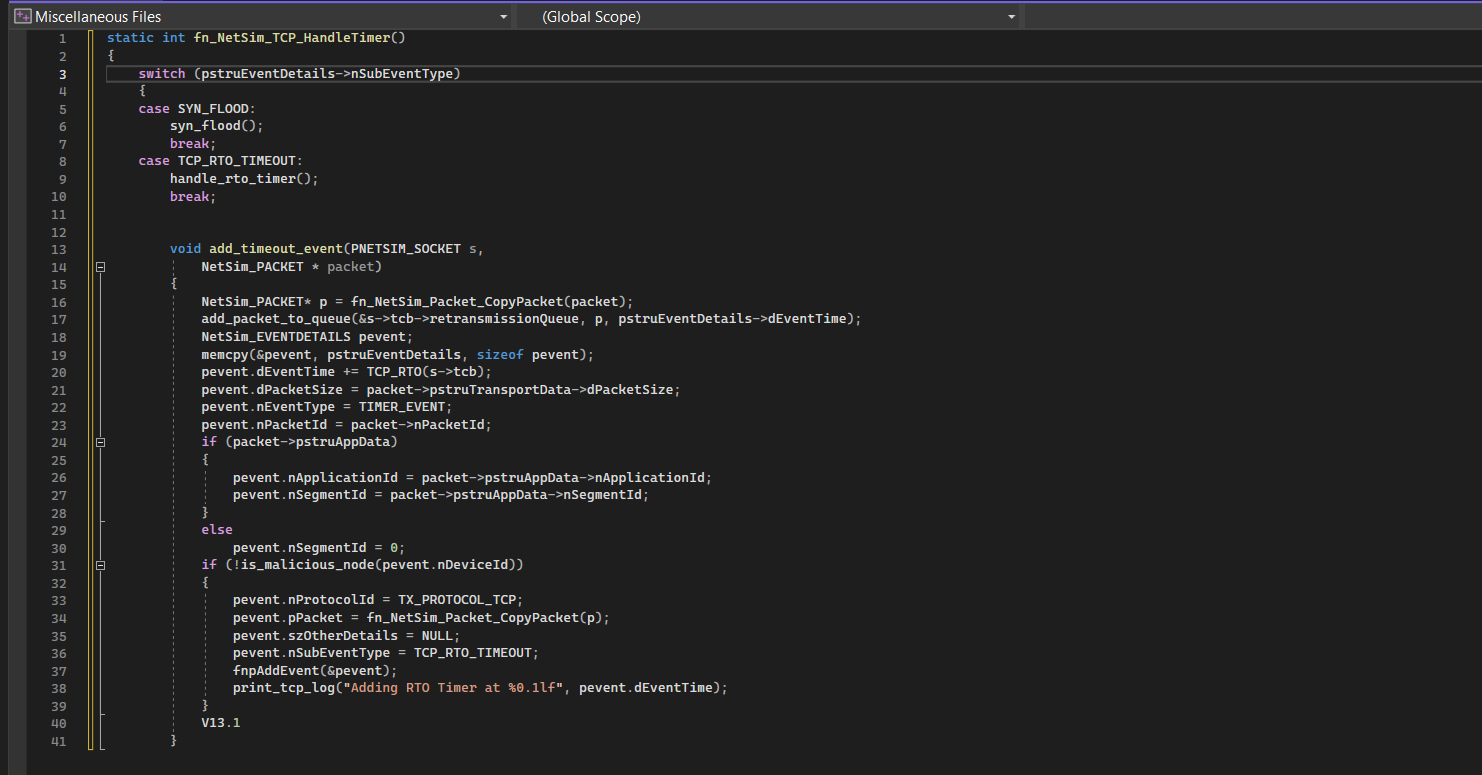 Miscellaneous Files (Global Scope)
1 static int fn_NetSim_TCP_HandleTimer()
2 {
3 switch (pstruEventDetails->nSubEventType)
4 {
5 case SYN_FLOOD:
6 syn_flood();
7 break;
8 case TCP_RTO_TIMEOUT:
9 handle_rto_timer();
10 break;
11
12
13 void add_timeout_event(PNETSIM_SOCKET s,
14 NetSim_PACKET * packet)
15 {
16 NetSim_PACKET* p = fn_NetSim_Packet_CopyPacket(packet);
17 add_packet_to_queue(&s->tcb->retransmissionQueue, p, pstruEventDetails->dEventTime);
18 NetSim_EVENTDETAILS pevent;
19 memcpy(&pevent, pstruEventDetails, sizeof pevent);
20 pevent.dEventTime += TCP_RTO(s->tcb);
21 pevent.dPacketSize = packet->pstruTransportData->dPacketSize;
22 pevent.nEventType = TIMER_EVENT;
23 pevent.nPacketId = packet->nPacketId;
24 if (packet->pstruAppData)
25 {
26 pevent.nApplicationId = packet->pstruAppData->nApplicationId;
27 pevent.nSegmentId = packet->pstruAppData->nSegmentId;
28 }
29 else
30 pevent.nSegmentId = 0;
31 if (!is_malicious_node(pevent.nDeviceId))
32 {
33 pevent.nProtocolId = TX_PROTOCOL_TCP;
34 pevent.pPacket = fn_NetSim_Packet_CopyPacket(p);
35 pevent.szOtherDetails = NULL;
36 pevent.nSubEventType = TCP_RTO_TIMEOUT;
37 fnpAddEvent(&pevent);
38 print_tcp_log("Adding RTO Timer at %0.1lf", pevent.dEventTime);
39 }
40 V13.1
41 }